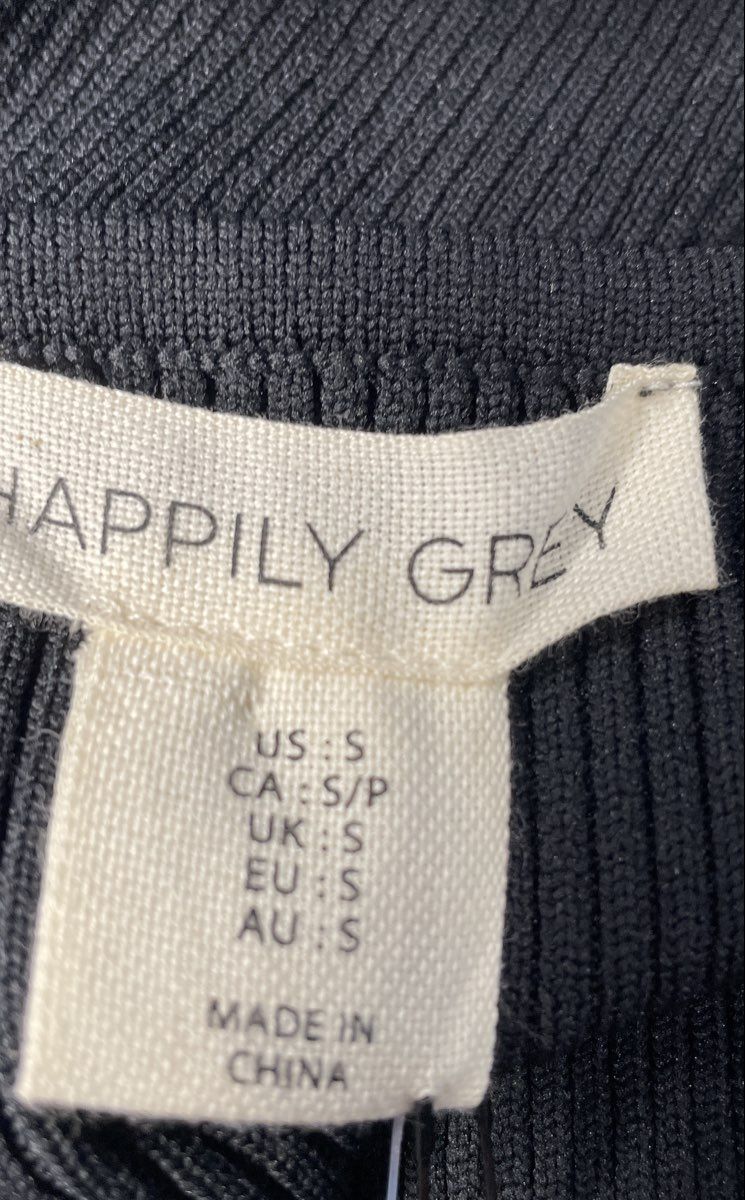 HAPPILY GREY
US : S
CA : S/P
UK : S
EU : S
AU : S
MADE IN
CHINA